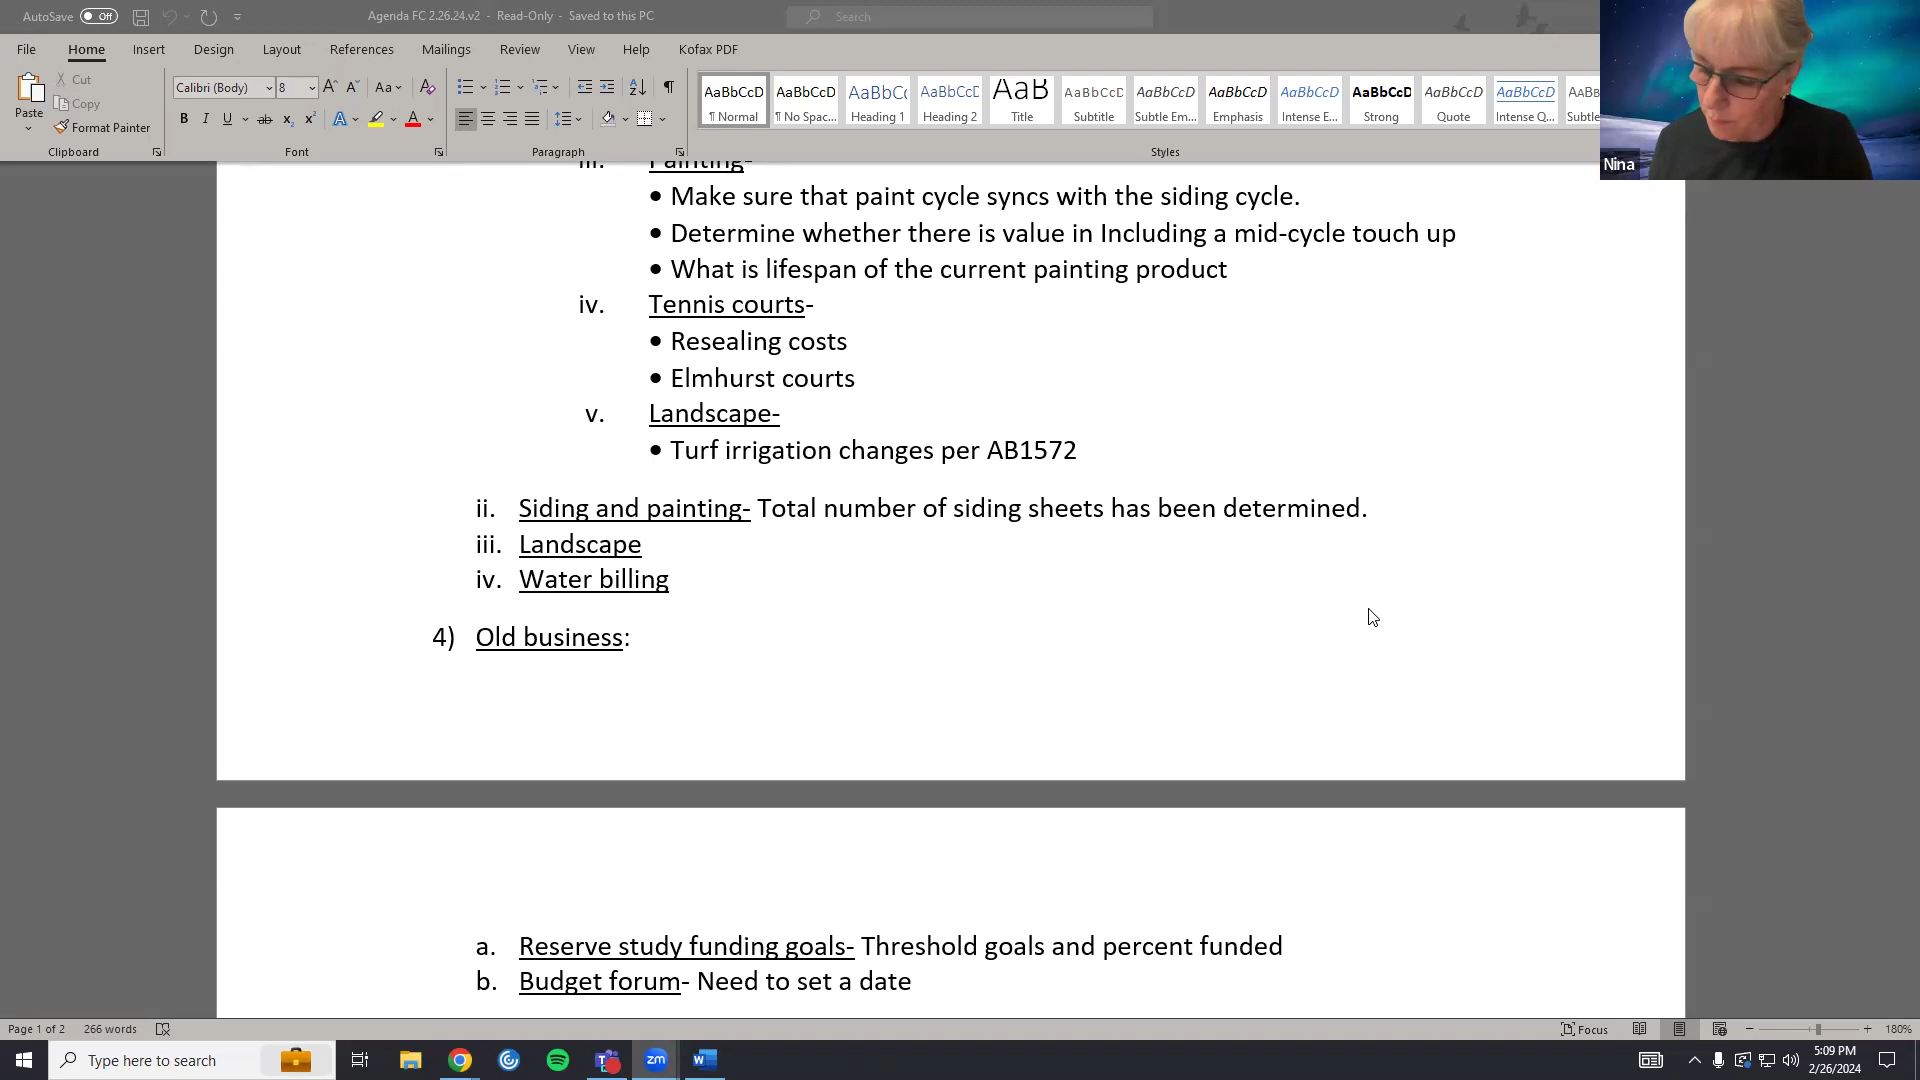 AutoSave Off Agenda FC 2.26.24.v2 - Read-Only - Saved to this PC Search
File Home Insert Design Layout References Mailings Review View Help Kofax PDF
Paste Cut Copy Format Painter
Calibri (Body) 8
AaBbCcD AaBbCcD AaBbCc AaBbCcD AaB AaBbCcD AaBbCcD AaBbCcD AaBbCcD AaBbCcD AaBbCcD AaBbCcD AaBb
¶ Normal ¶ No Spac... Heading 1 Heading 2 Title Subtitle Subtle Em... Emphasis Intense E... Strong Quote Intense Q... Subtle
Clipboard Font Paragraph Styles
Nina
iii. Painting-
• Make sure that paint cycle syncs with the siding cycle.
• Determine whether there is value in Including a mid-cycle touch up
• What is lifespan of the current painting product
iv. Tennis courts-
• Resealing costs
• Elmhurst courts
v. Landscape-
• Turf irrigation changes per AB1572
ii. Siding and painting- Total number of siding sheets has been determined.
iii. Landscape
iv. Water billing
4) Old business:
a. Reserve study funding goals- Threshold goals and percent funded
b. Budget forum- Need to set a date
Page 1 of 2 266 words Focus 180%
Type here to search
5:09 PM
2/26/2024